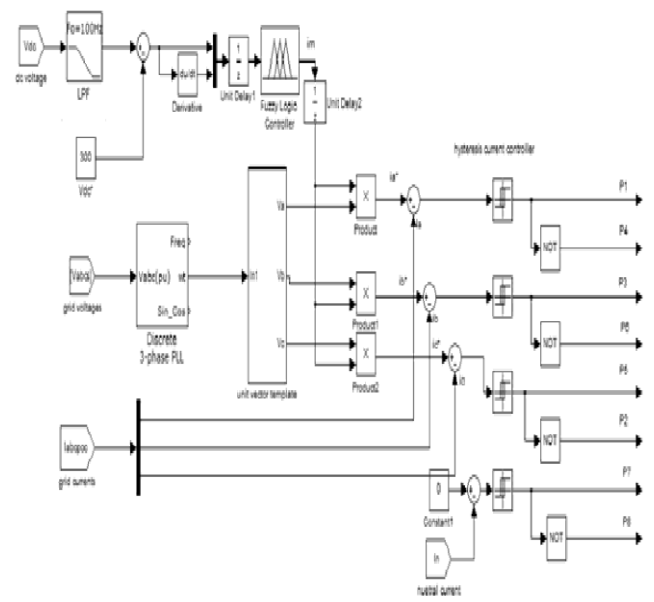 Fo=100Hz
Vdc
dc voltage
LPF
du/dt
Derivative
1
z
Unit Delay1
Fuzzy Logic
Controller
im
1
z
Unit Delay2
300
Vdc*
hysteresis current controller
ia*
Va
X
Product
ia
P1
NOT
P4
Freq
Vabc(pu)
wt
Sin_Cos
Discrete
3-phase PLL
grid voltages
In1
Vb
Vc
unit vector template
X
Product1
ib
P3
NOT
P5
X
Product2
ic*
P6
NOT
P2
grid currents
0
Constant1
P7
NOT
P8
in
nuetral current